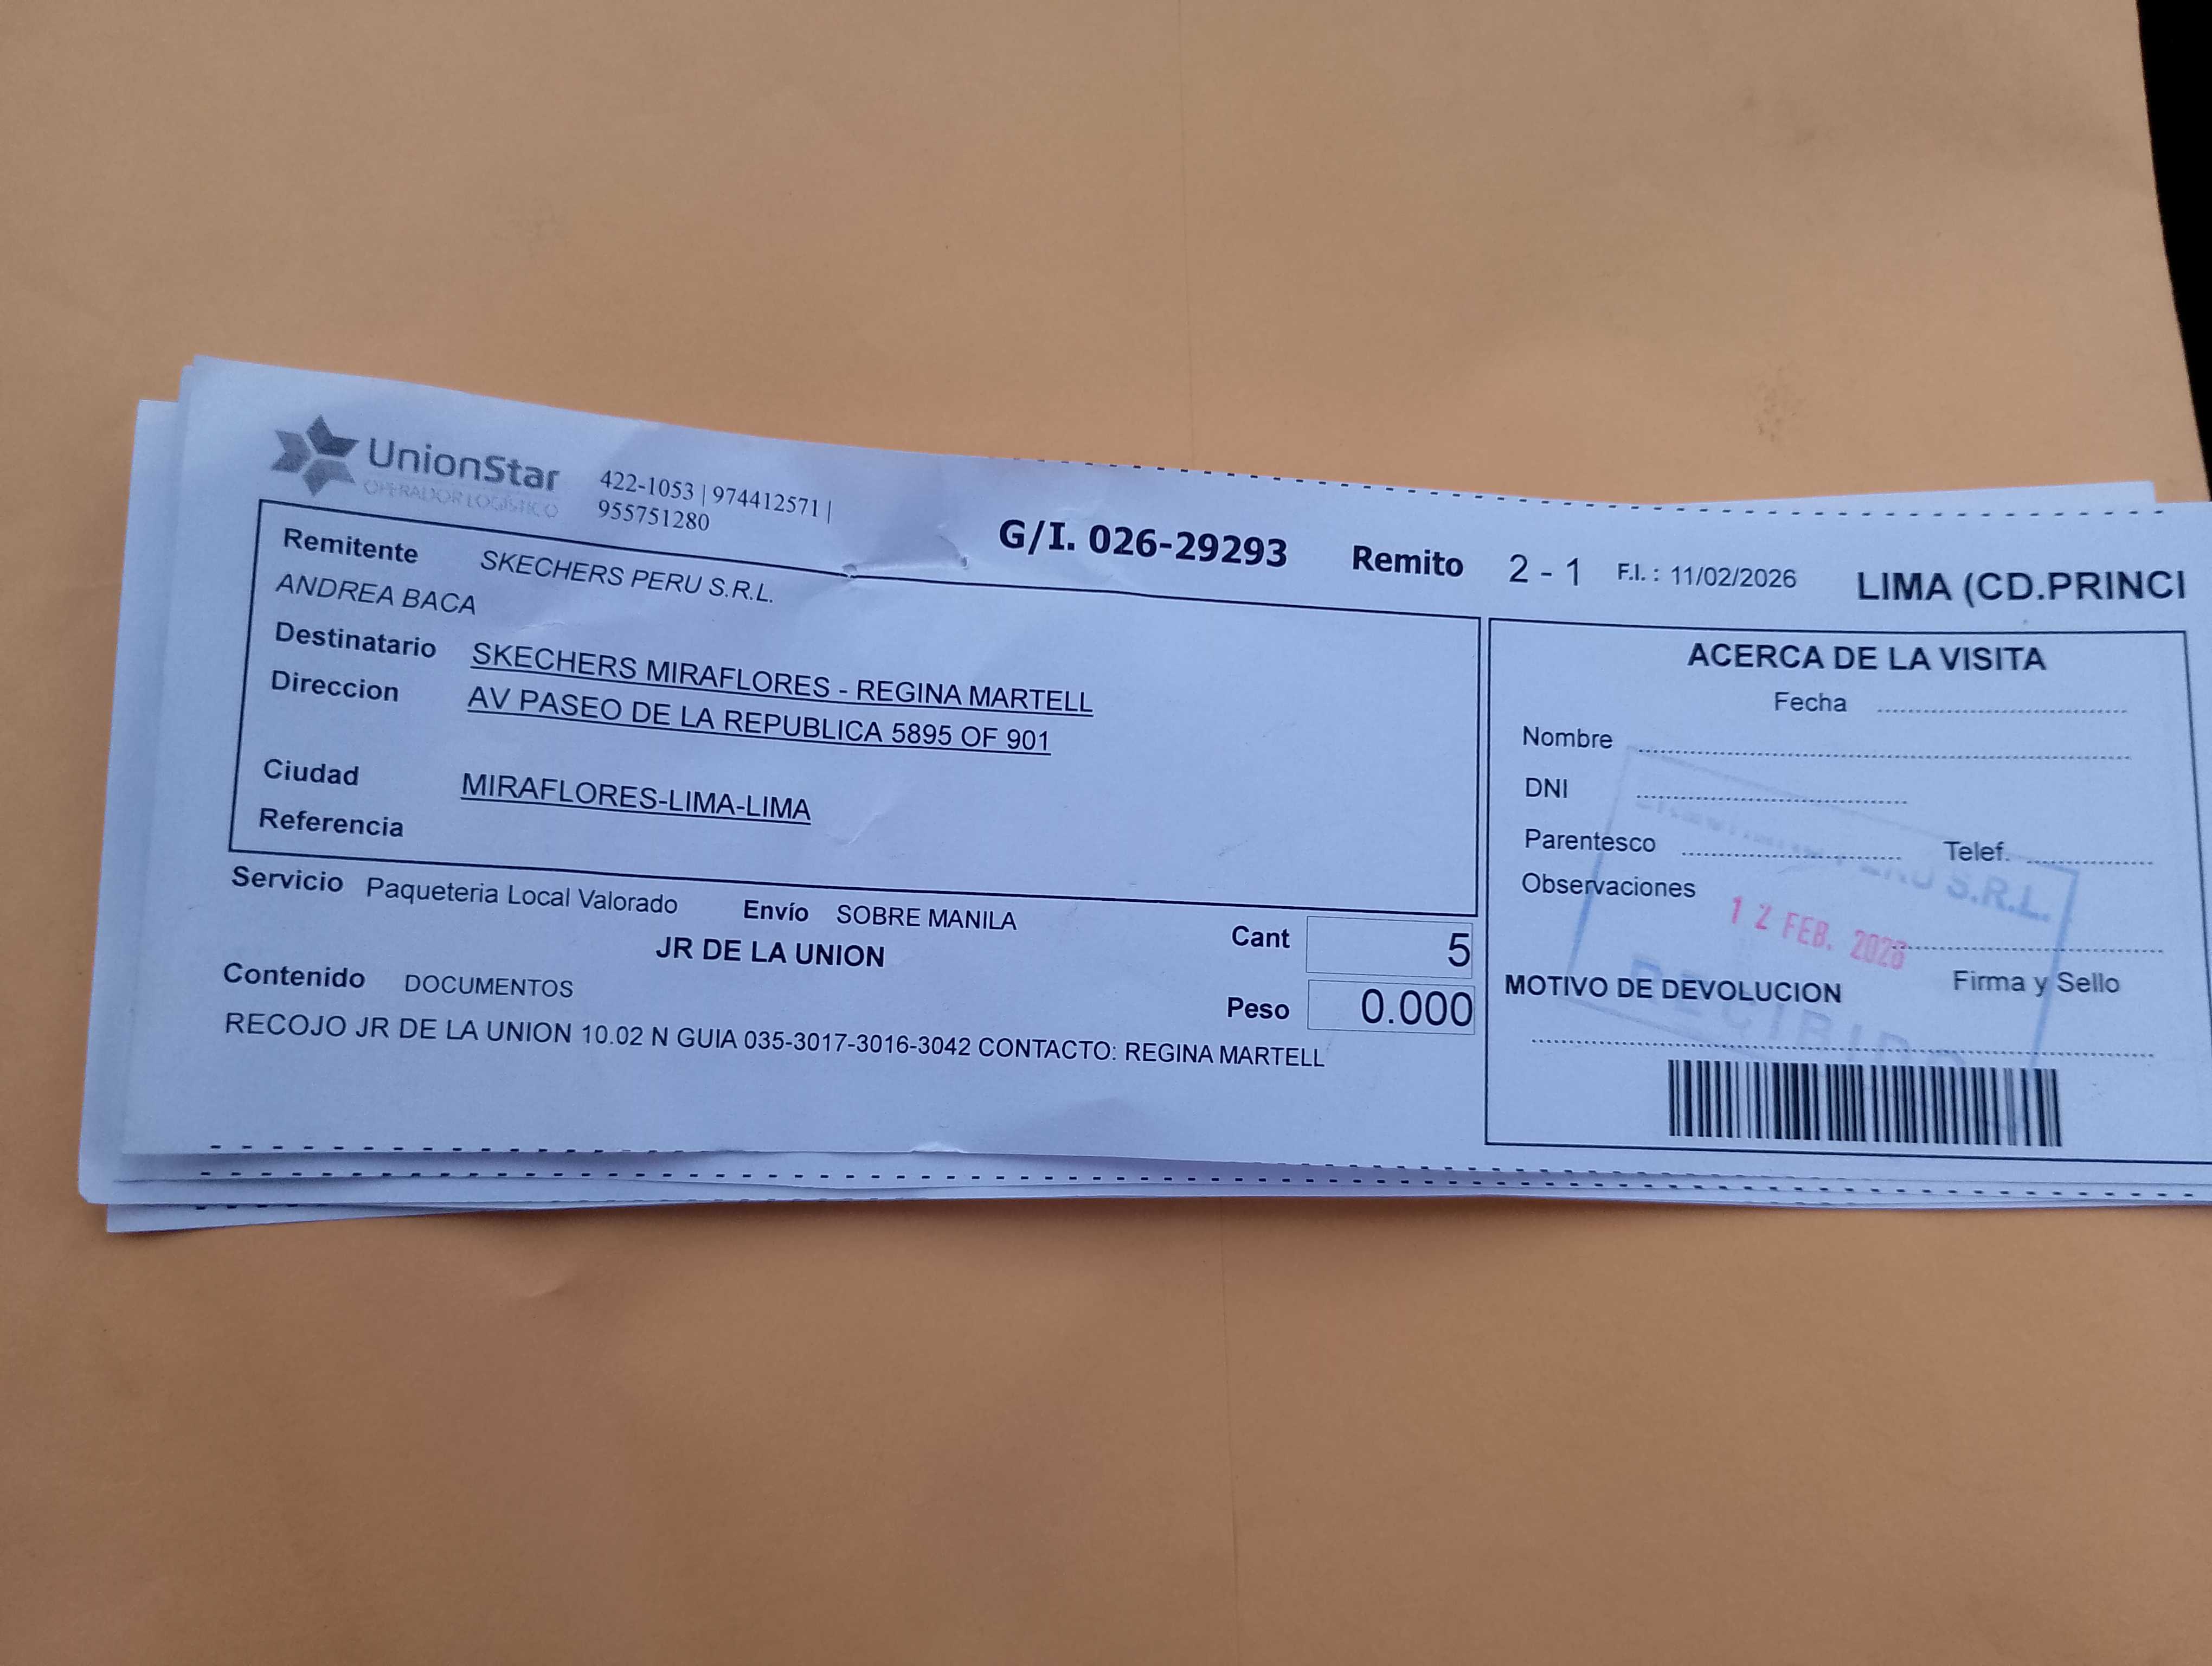 UnionStar
OPERADOR LOGÍSTICO
422-1053 | 974412571 |
955751280
G/I. 026-29293 Remito 2 - 1 F.I. : 11/02/2026 LIMA (CD.PRINCI
Remitente SKECHERS PERU S.R.L.
ANDREA BACA
Destinatario SKECHERS MIRAFLORES - REGINA MARTELL
Direccion AV PASEO DE LA REPUBLICA 5895 OF 901
Ciudad MIRAFLORES-LIMA-LIMA
Referencia
Servicio Paqueteria Local Valorado Envío SOBRE MANILA
JR DE LA UNION
Cant 5
Contenido DOCUMENTOS
Peso 0.000
RECOJO JR DE LA UNION 10.02 N GUIA 035-3017-3016-3042 CONTACTO: REGINA MARTELL
ACERCA DE LA VISITA
Fecha
Nombre
DNI
Parentesco Telef.
Observaciones
PERU S.R.L.
12 FEB. 2026
Firma y Sello
MOTIVO DE DEVOLUCION
RECIBIDO